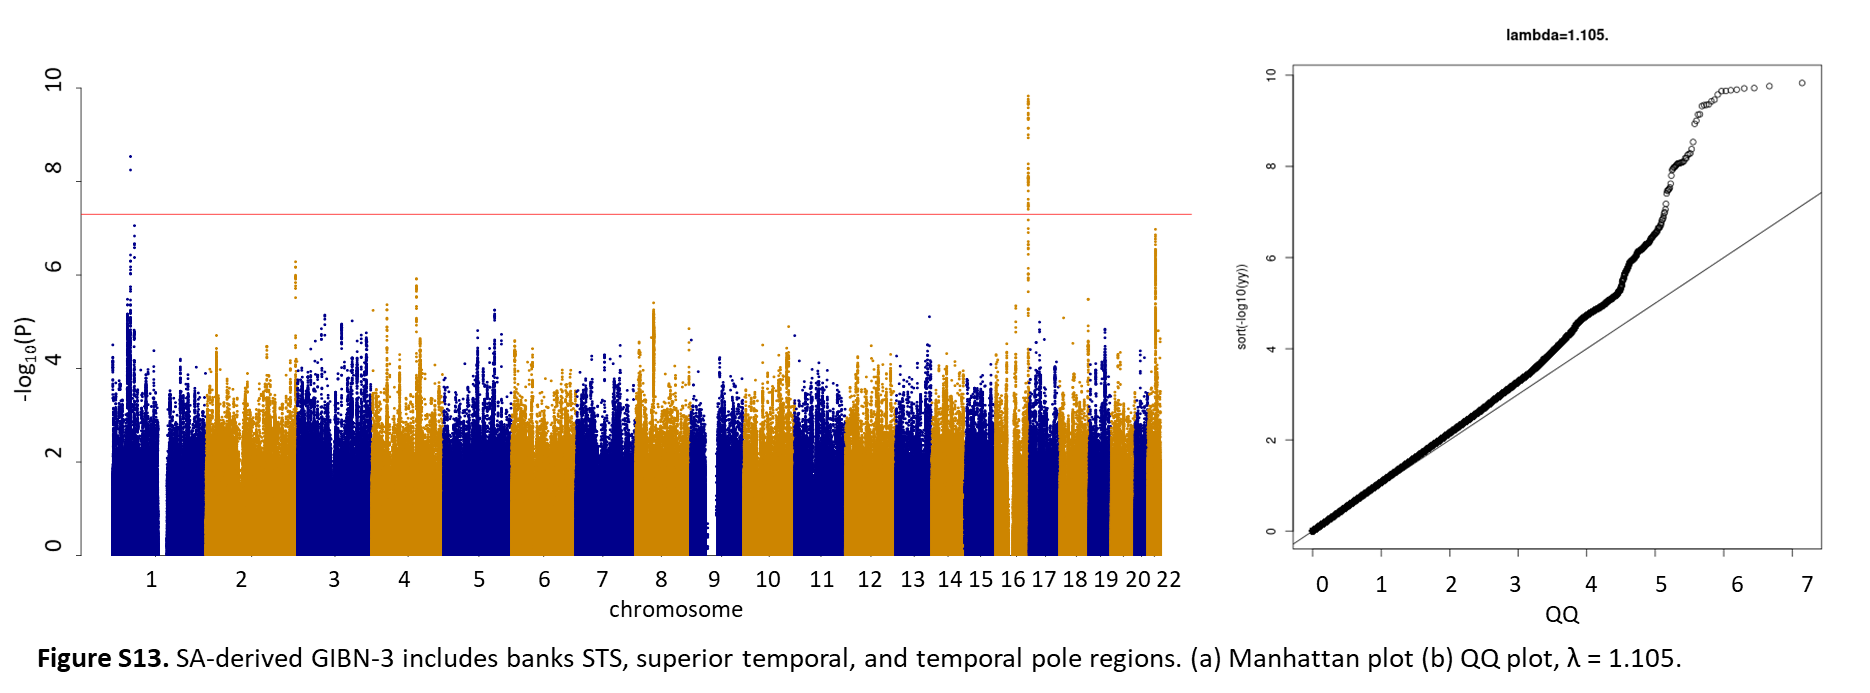 lambda=1.105.
10
8
6
4
2
0
-log10(P)
1 2 3 4 5 6 7 8 9 10 11 12 13 14 15 16 17 18 19 20 22
chromosome
10
8
6
4
2
0
sort(-log10(yy))
0 1 2 3 4 5 6 7
QQ
Figure S13. SA-derived GIBN-3 includes banks STS, superior temporal, and temporal pole regions. (a) Manhattan plot (b) QQ plot, λ = 1.105.